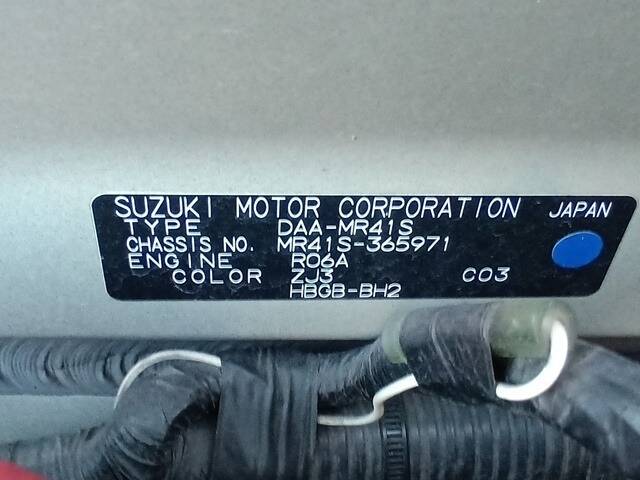 SUZUKI MOTOR CORPORATION JAPAN
TYPE DAA-MR41S
CHASSIS NO. MR41S-365971
ENGINE R06A
COLOR ZJ3 C03
HBGB-BH2